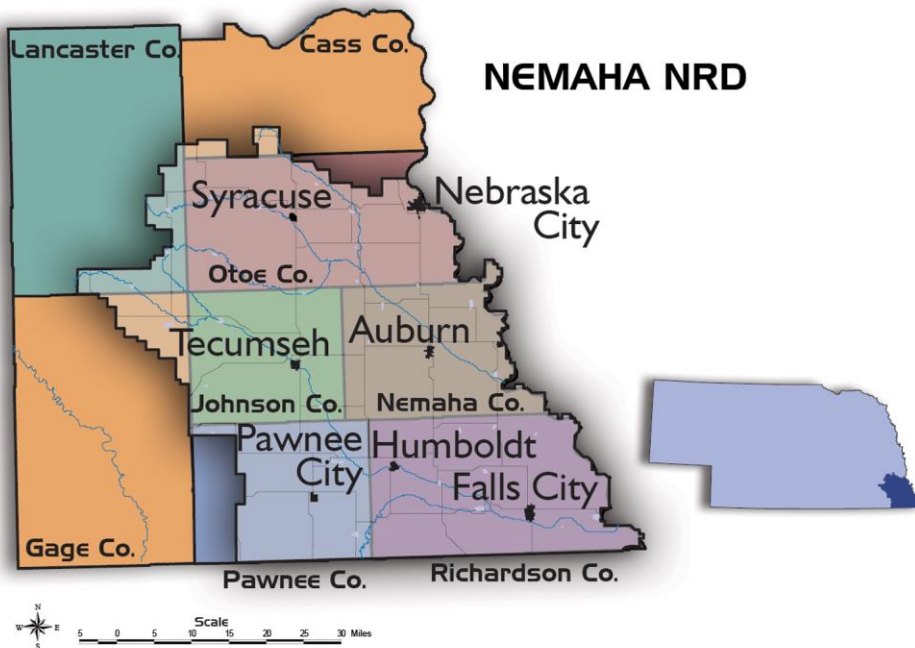 Lancaster Co.
Cass Co.
NEMAHA NRD
Syracuse
Nebraska
City
Otoe Co.
Tecumseh
Auburn
Johnson Co.
Nemaha Co.
Pawnee
City
Humboldt
Falls City
Gage Co.
Pawnee Co.
Richardson Co.
N
W
E
S
Scale
5 0 5 10 15 20 25 30 Miles